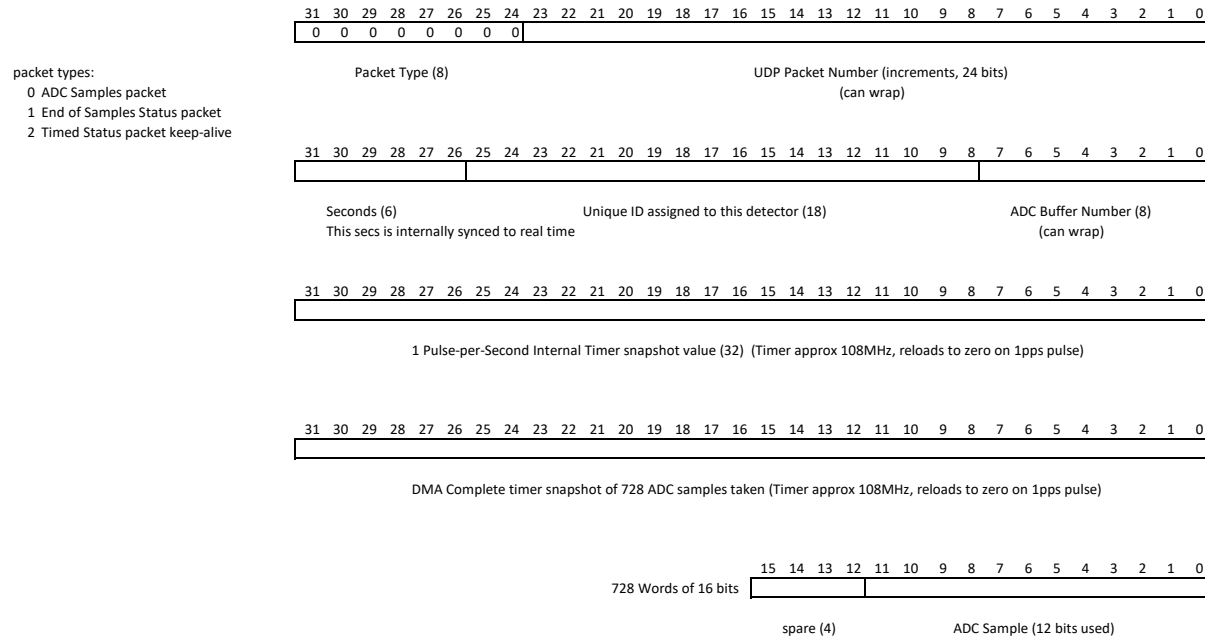 31 30 29 28 27 26 25 24 23 22 21 20 19 18 17 16 15 14 13 12 11 10 9 8 7 6 5 4 3 2 1 0
0 0 0 0 0 0 0 0
packet types:
Packet Type (8)
UDP Packet Number (increments, 24 bits)
0 ADC Samples packet
(can wrap)
1 End of Samples Status packet
2 Timed Status packet keep-alive
31 30 29 28 27 26 25 24 23 22 21 20 19 18 17 16 15 14 13 12 11 10 9 8 7 6 5 4 3 2 1 0
Seconds (6)
Unique ID assigned to this detector (18)
ADC Buffer Number (8)
This secs is internally synced to real time
(can wrap)
31 30 29 28 27 26 25 24 23 22 21 20 19 18 17 16 15 14 13 12 11 10 9 8 7 6 5 4 3 2 1 0
1 Pulse-per-Second Internal Timer snapshot value (32) (Timer approx 108MHz, reloads to zero on 1pps pulse)
31 30 29 28 27 26 25 24 23 22 21 20 19 18 17 16 15 14 13 12 11 10 9 8 7 6 5 4 3 2 1 0
DMA Complete timer snapshot of 728 ADC samples taken (Timer approx 108MHz, reloads to zero on 1pps pulse)
15 14 13 12 11 10 9 8 7 6 5 4 3 2 1 0
728 Words of 16 bits
spare (4)
ADC Sample (12 bits used)